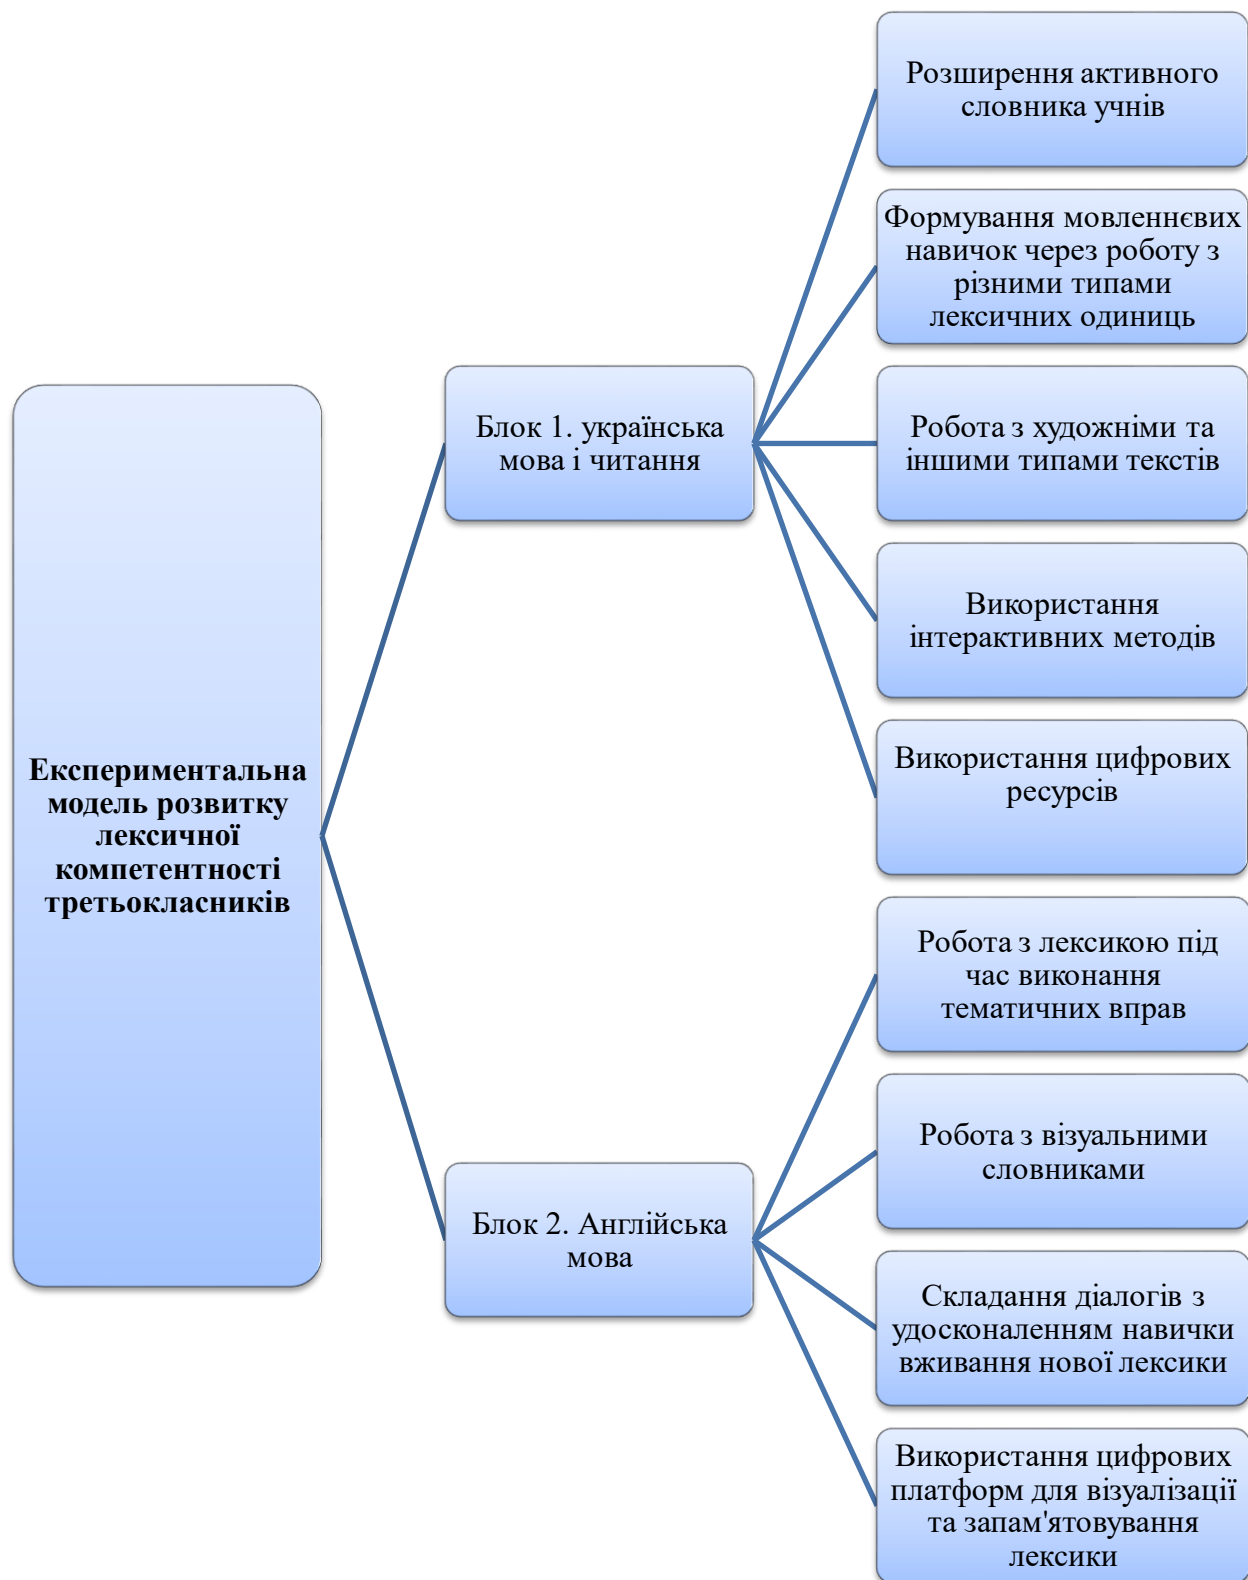 Експериментальна
модель розвитку
лексичної
компетентності
третьокласників
Блок 1. українська
мова і читання
Розширення активного
словника учнів
Формування мовленнєвих
навичок через роботу з
різними типами
лексичних одиниць
Робота з художніми та
іншими типами текстів
Використання
інтерактивних методів
Використання цифрових
ресурсів
Блок 2. Англійська
мова
Робота з лексикою під
час виконання
тематичних вправ
Робота з візуальними
словниками
Складання діалогів з
удосконаленням навички
вживання нової лексики
Використання цифрових
платформ для візуалізації
та запам'ятовування
лексики